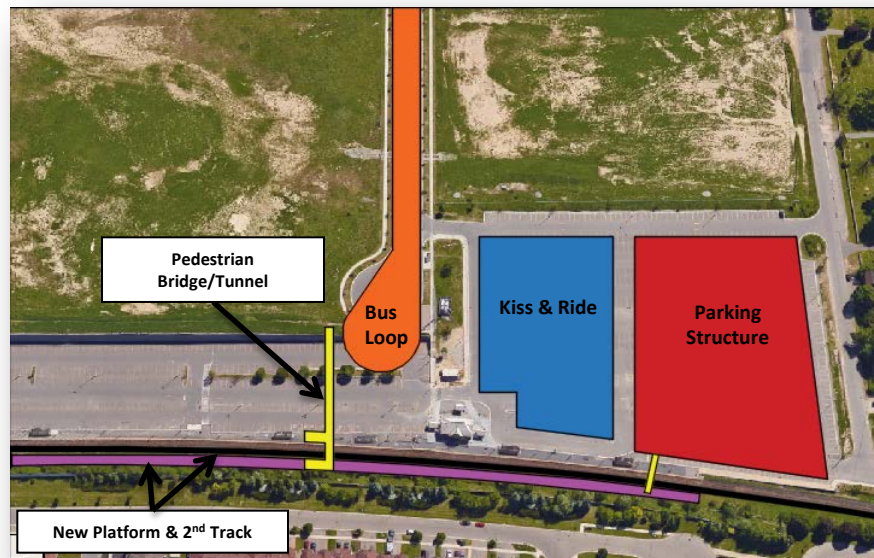 Pedestrian
Bridge/Tunnel
Bus
Loop
Kiss & Ride
Parking
Structure
New Platform & 2nd Track